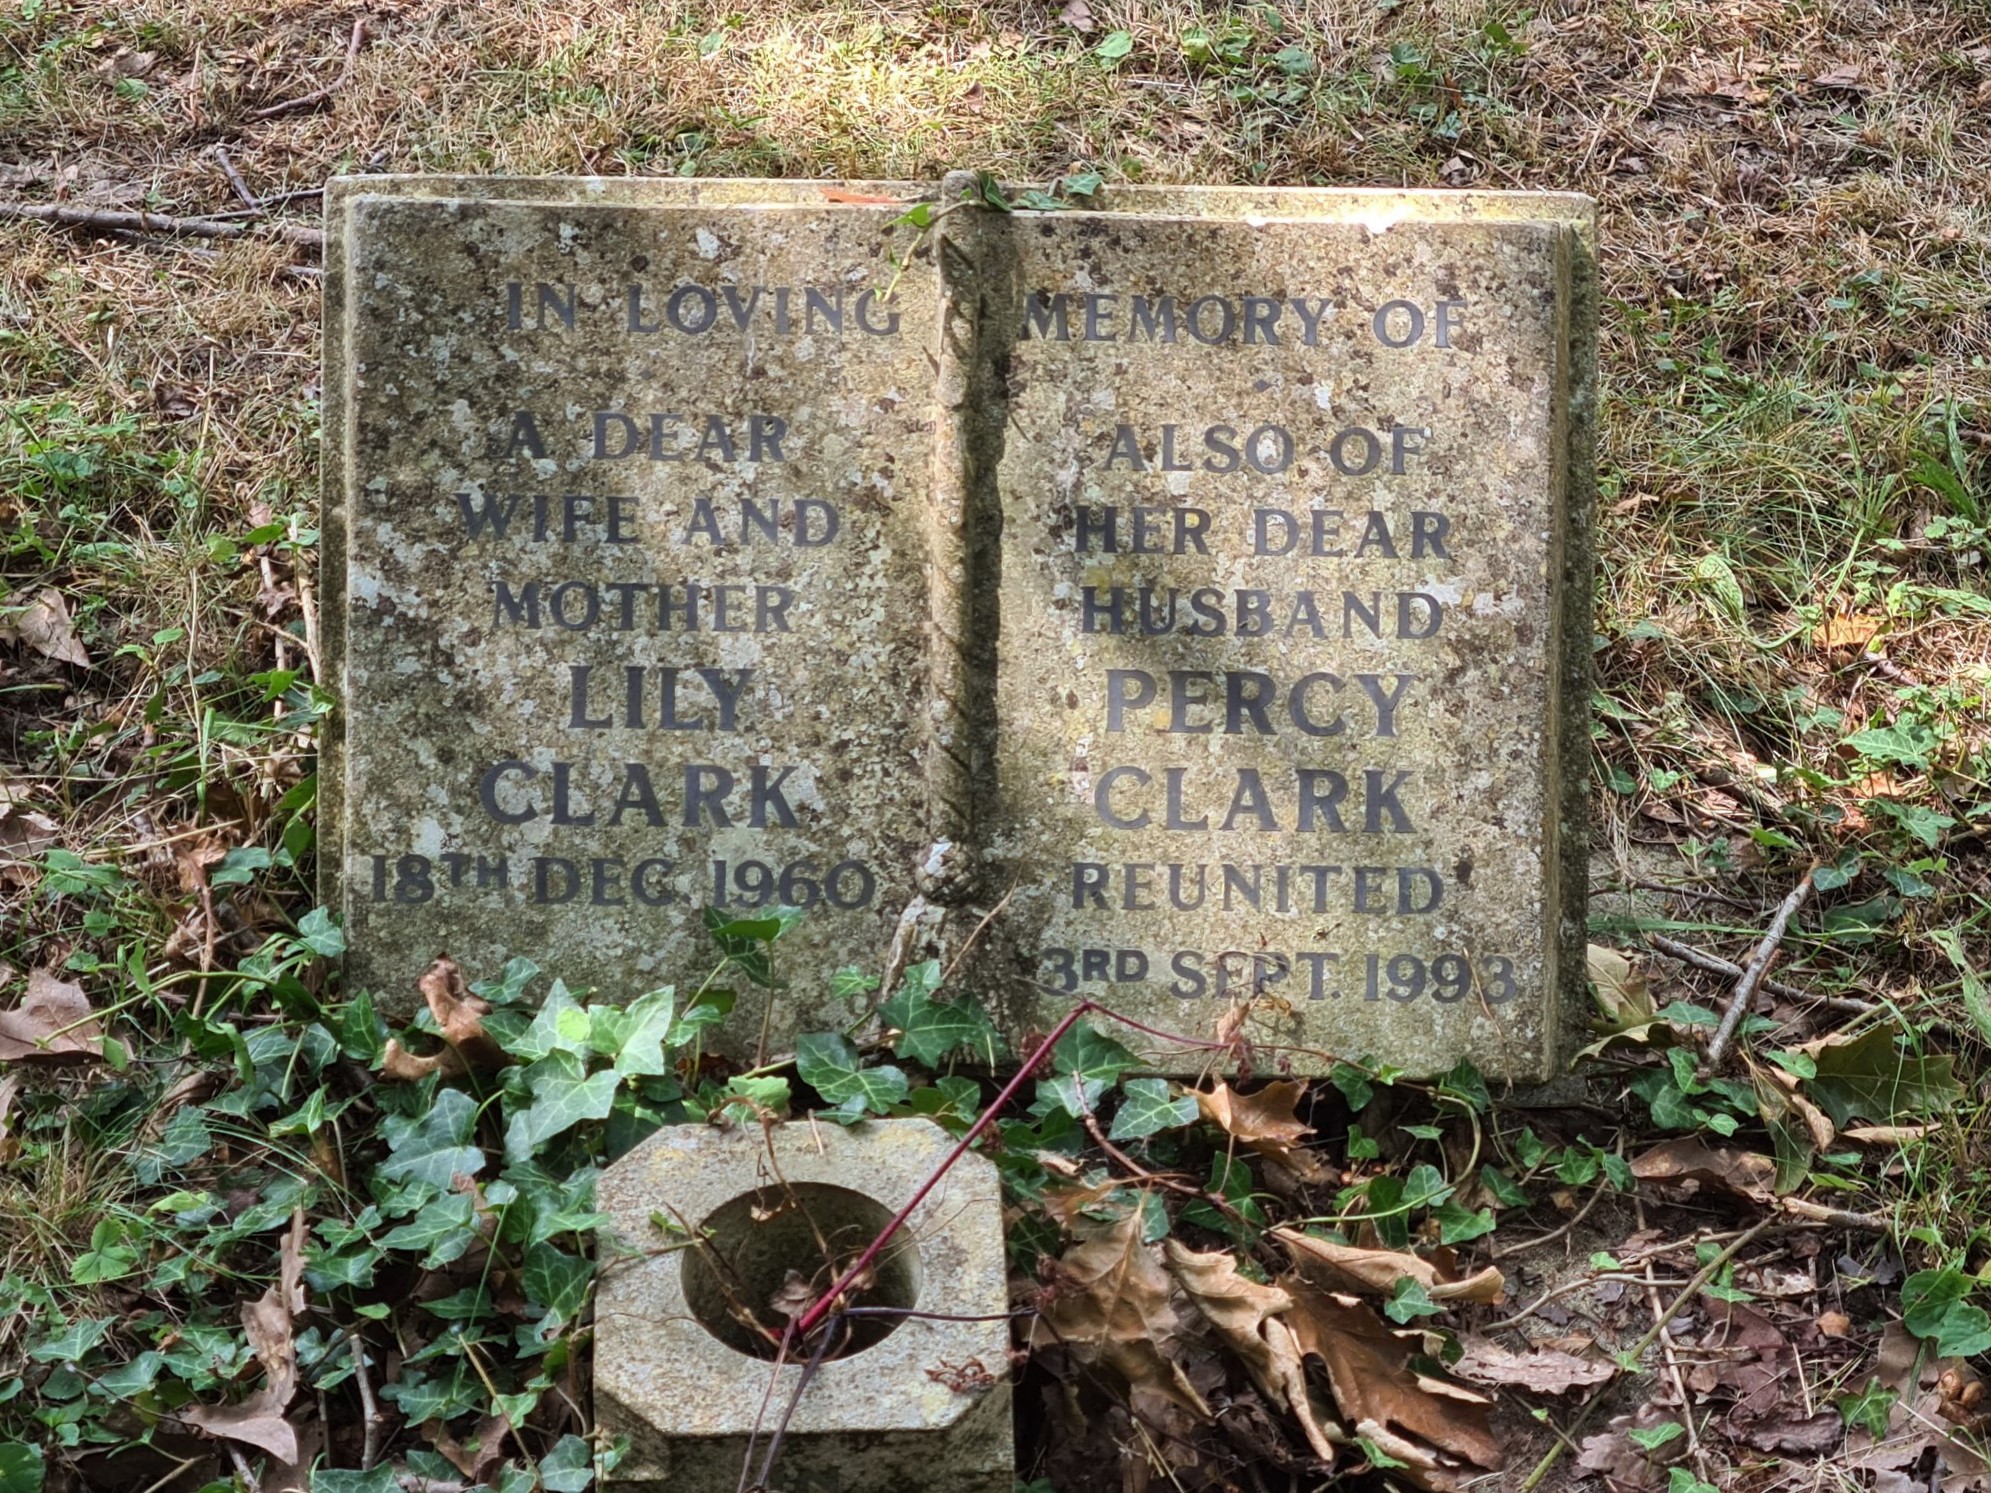 IN LOVING MEMORY OF
A DEAR
WIFE AND
MOTHER
LILY
CLARK
18TH DEC. 1960
ALSO OF
HER DEAR
HUSBAND
PERCY
CLARK
REUNITED
3RD SEPT. 1993